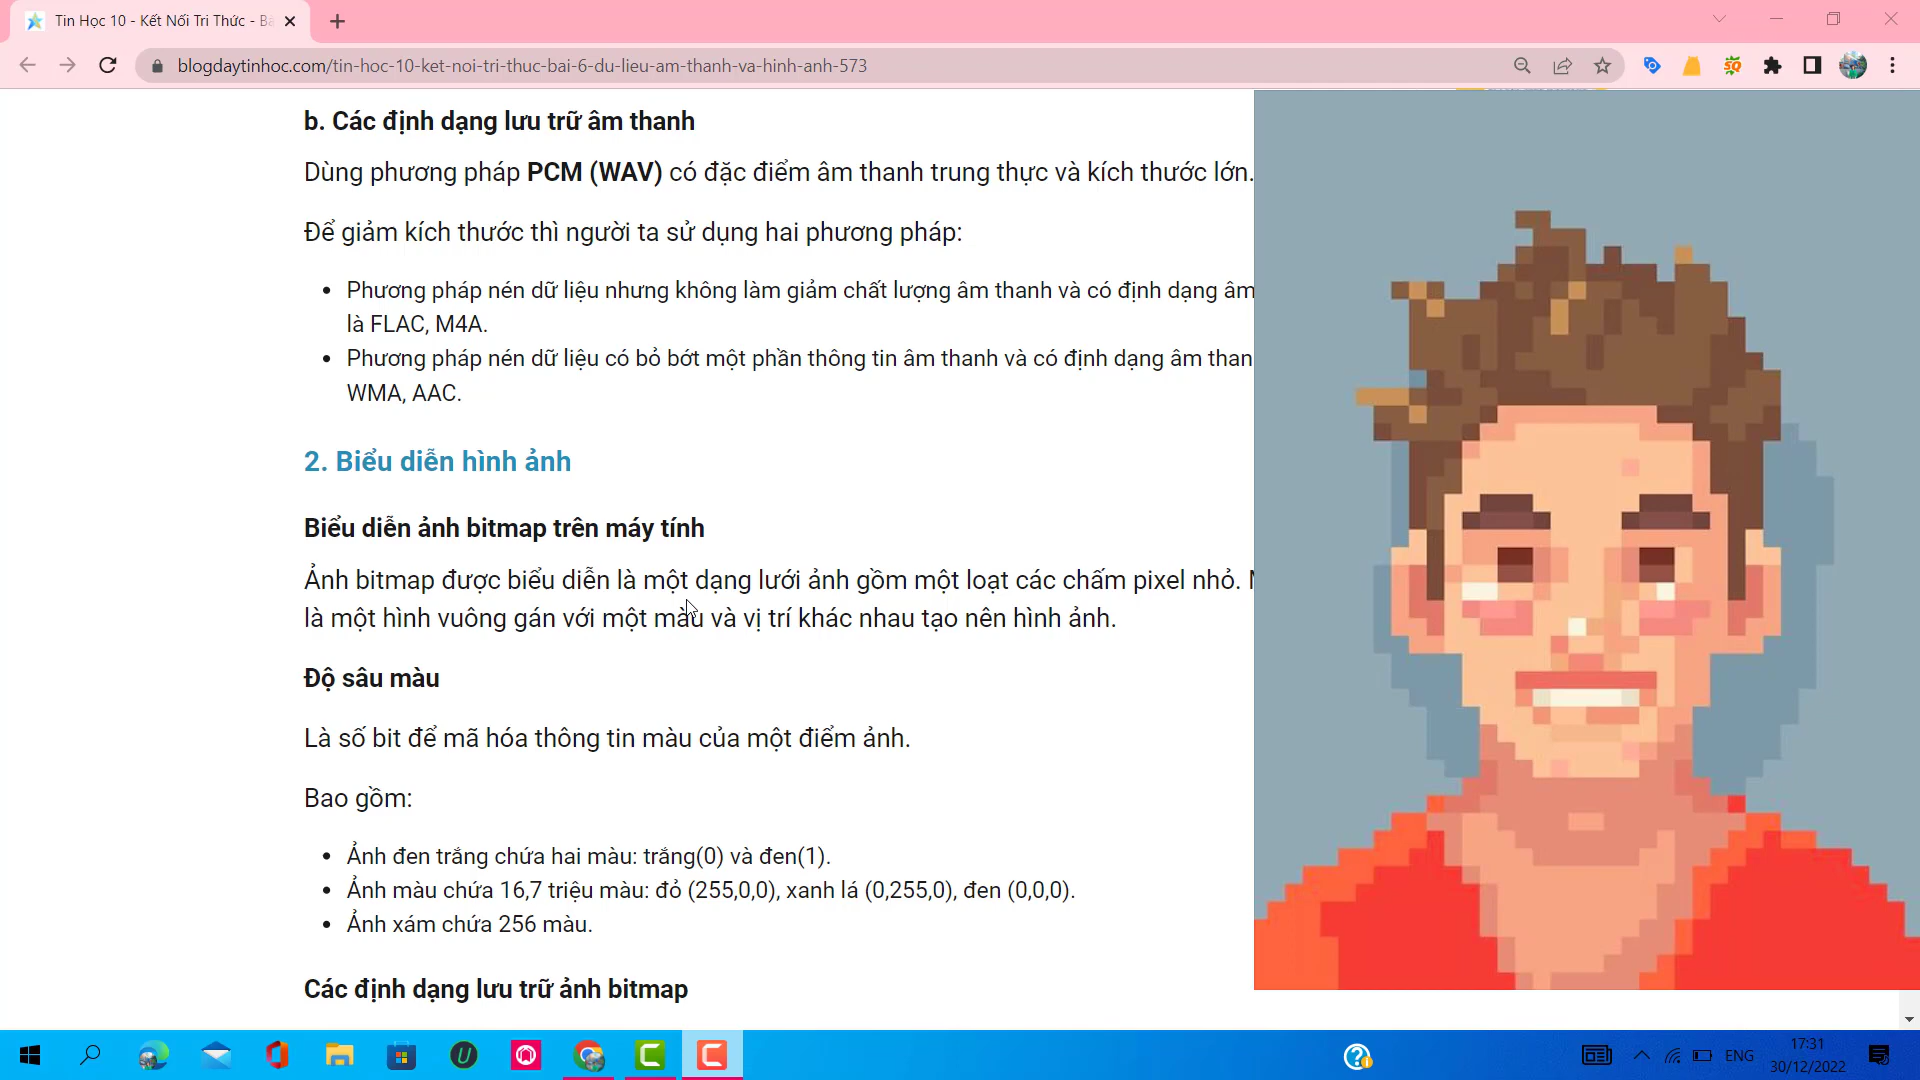 Tin Học 10 - Kết Nối Tri Thức - Bà
blogdaytinhoc.com/tin-hoc-10-ket-noi-tri-thuc-bai-6-du-lieu-am-thanh-va-hinh-anh-573
b. Các định dạng lưu trữ âm thanh
Dùng phương pháp PCM (WAV) có đặc điểm âm thanh trung thực và kích thước lớn.
Để giảm kích thước thì người ta sử dụng hai phương pháp:
• Phương pháp nén dữ liệu nhưng không làm giảm chất lượng âm thanh và có định dạng âm
là FLAC, M4A.
• Phương pháp nén dữ liệu có bỏ bớt một phần thông tin âm thanh và có định dạng âm than
WMA, AAC.
2. Biểu diễn hình ảnh
Biểu diễn ảnh bitmap trên máy tính
Ảnh bitmap được biểu diễn là một dạng lưới ảnh gồm một loạt các chấm pixel nhỏ.
là một hình vuông gán với một màu và vị trí khác nhau tạo nên hình ảnh.
Độ sâu màu
Là số bit để mã hóa thông tin màu của một điểm ảnh.
Bao gồm:
• Ảnh đen trắng chứa hai màu: trắng(0) và đen(1).
• Ảnh màu chứa 16,7 triệu màu: đỏ (255,0,0), xanh lá (0,255,0), đen (0,0,0).
• Ảnh xám chứa 256 màu.
Các định dạng lưu trữ ảnh bitmap
ENG
17:31
30/12/2022